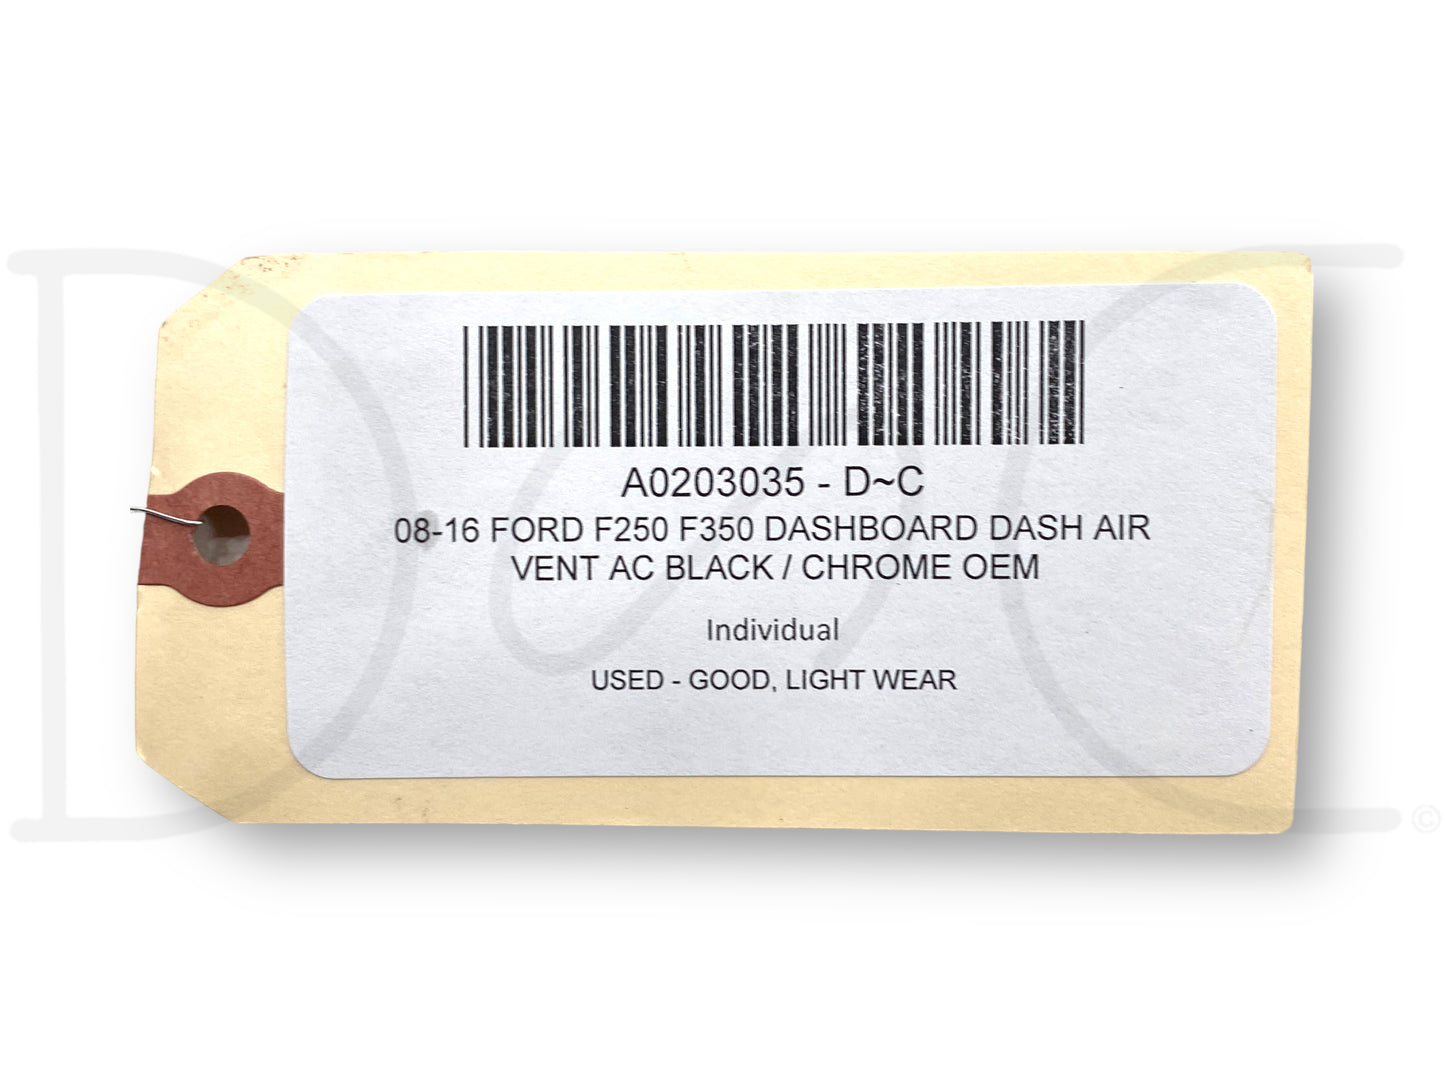 A0203035 - D~C
08-16 FORD F250 F350 DASHBOARD DASH AIR
VENT AC BLACK / CHROME OEM
Individual
USED - GOOD, LIGHT WEAR
©